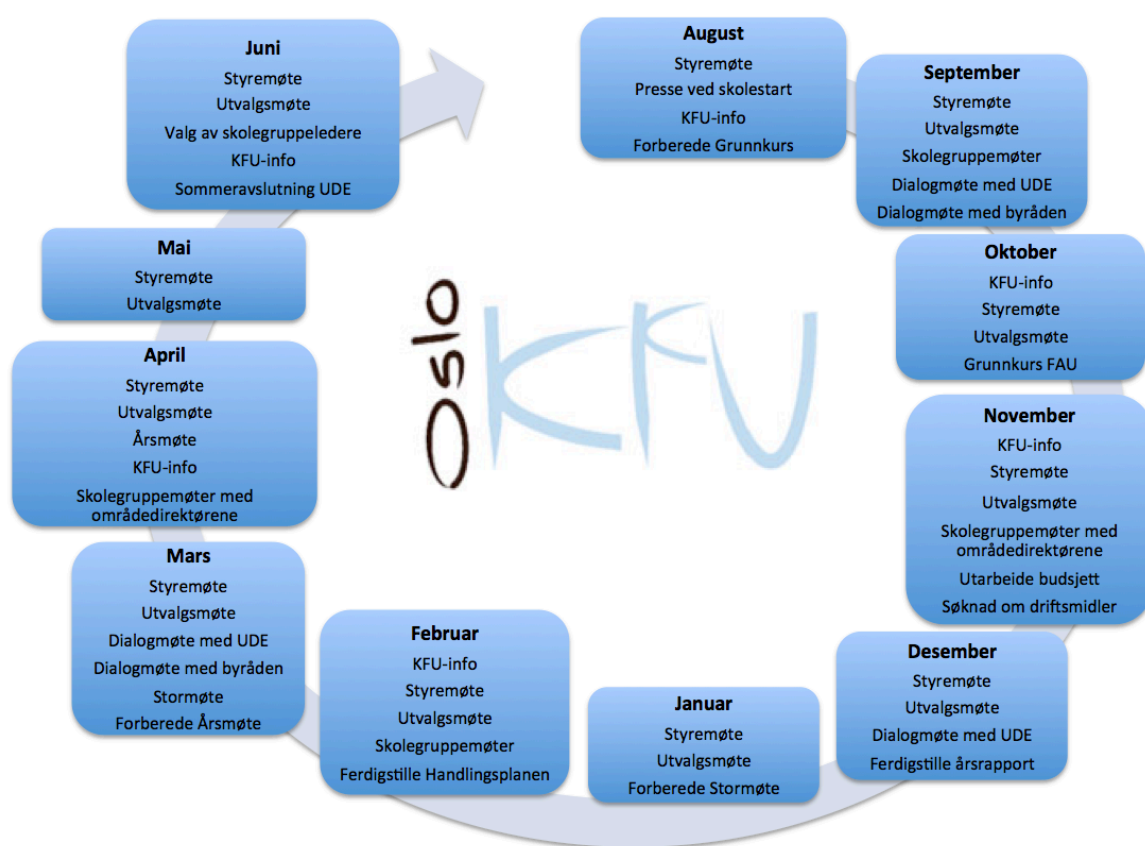 August
Styremøte
Presse ved skolestart
KFU-info
Forberede Grunnkurs
September
Styremøte
Utvalgsmøte
Skolegruppemøter
Dialogmøte med UDE
Dialogmøte med byråden
Oktober
KFU-info
Styremøte
Utvalgsmøte
Grunnkurs FAU
November
KFU-info
Styremøte
Utvalgsmøte
Skolegruppemøter med
områdedirektørene
Utarbeide budsjett
Søknad om driftsmidler
Desember
Styremøte
Utvalgsmøte
Dialogmøte med UDE
Ferdigstille årsrapport
Januar
Styremøte
Utvalgsmøte
Forberede Stormøte
Februar
KFU-info
Styremøte
Utvalgsmøte
Skolegruppemøter
Ferdigstille Handlingsplanen
Mars
Styremøte
Utvalgsmøte
Dialogmøte med UDE
Dialogmøte med byråden
Stormøte
Forberede Årsmøte
April
Styremøte
Utvalgsmøte
Årsmøte
KFU-info
Skolegruppemøter med
områdedirektørene
Mai
Styremøte
Utvalgsmøte
Juni
Styremøte
Utvalgsmøte
Valg av skolegruppeledere
KFU-info
Sommeravslutning UDE
Oslo
KFU